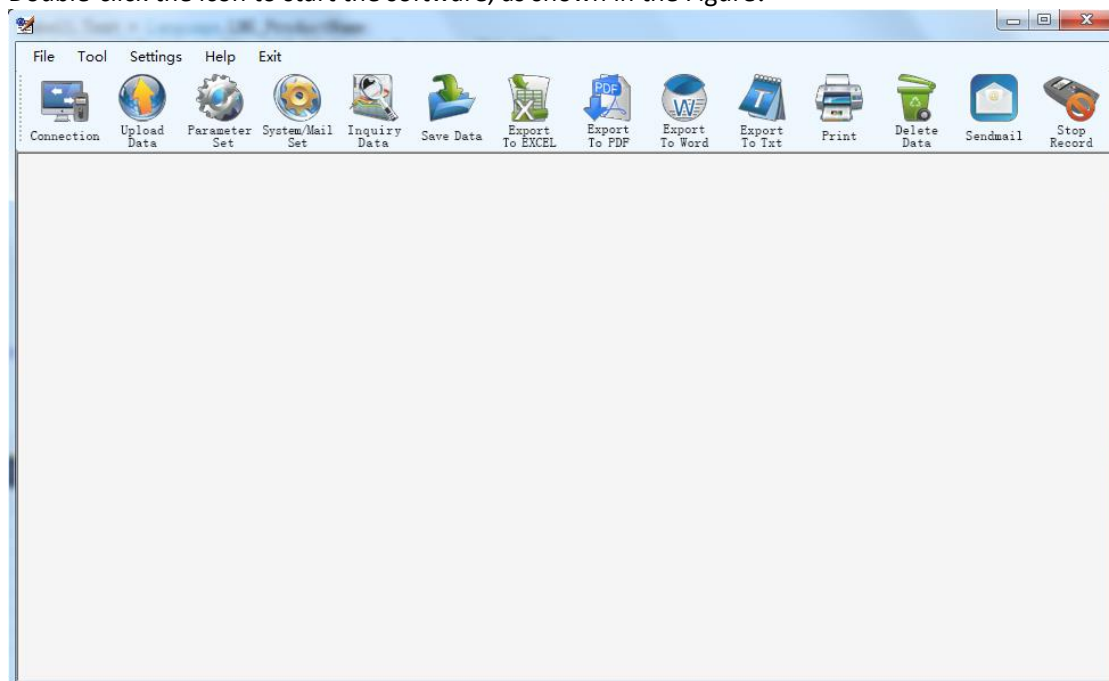 Double-click the icon to start the software, as shown in the Figure:
File Tool Settings Help Exit
Connection Upload Data Parameter Set System/Mail Set Inquiry Data Save Data Export To EXCEL Export To PDF Export To Word Export To Txt Print Delete Data Sendmail Stop Record